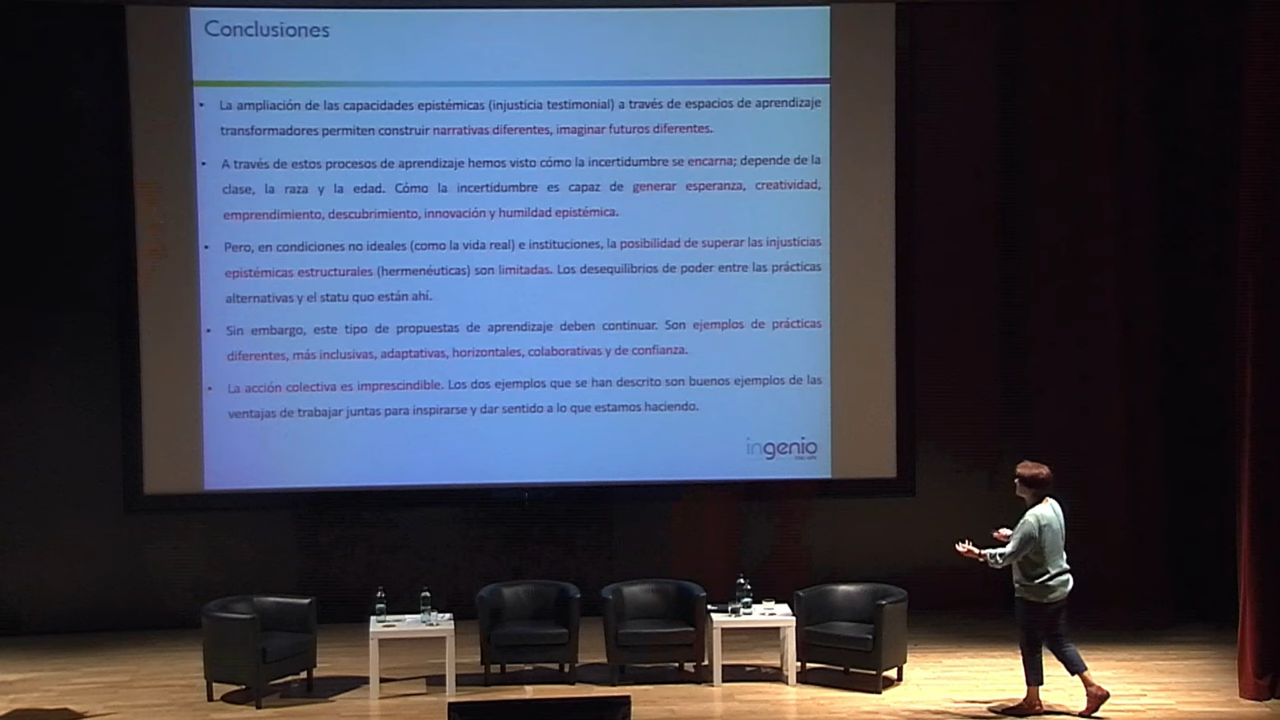 Conclusiones
• La ampliación de las capacidades epistémicas (injusticia testimonial) a través de espacios de aprendizaje
transformadores permiten construir narrativas diferentes, imaginar futuros diferentes.
• A través de estos procesos de aprendizaje hemos visto cómo la incertidumbre se encarna; depende de la
clase, la raza y la edad. Cómo la incertidumbre es capaz de generar esperanza, creatividad,
emprendimiento, descubrimiento, innovación y humildad epistémica.
• Pero, en condiciones no ideales (como la vida real) e instituciones, la posibilidad de superar las injusticias
epistémicas estructurales (hermenéuticas) son limitadas. Los desequilibrios de poder entre las prácticas
alternativas y el statu quo están ahí.
• Sin embargo, este tipo de propuestas de aprendizaje deben continuar. Son ejemplos de prácticas
diferentes, más inclusivas, adaptativas, horizontales, colaborativas y de confianza.
• La acción colectiva es imprescindible. Los dos ejemplos que se han descrito son buenos ejemplos de las
ventajas de trabajar juntas para inspirarse y dar sentido a lo que estamos haciendo.
ingenio